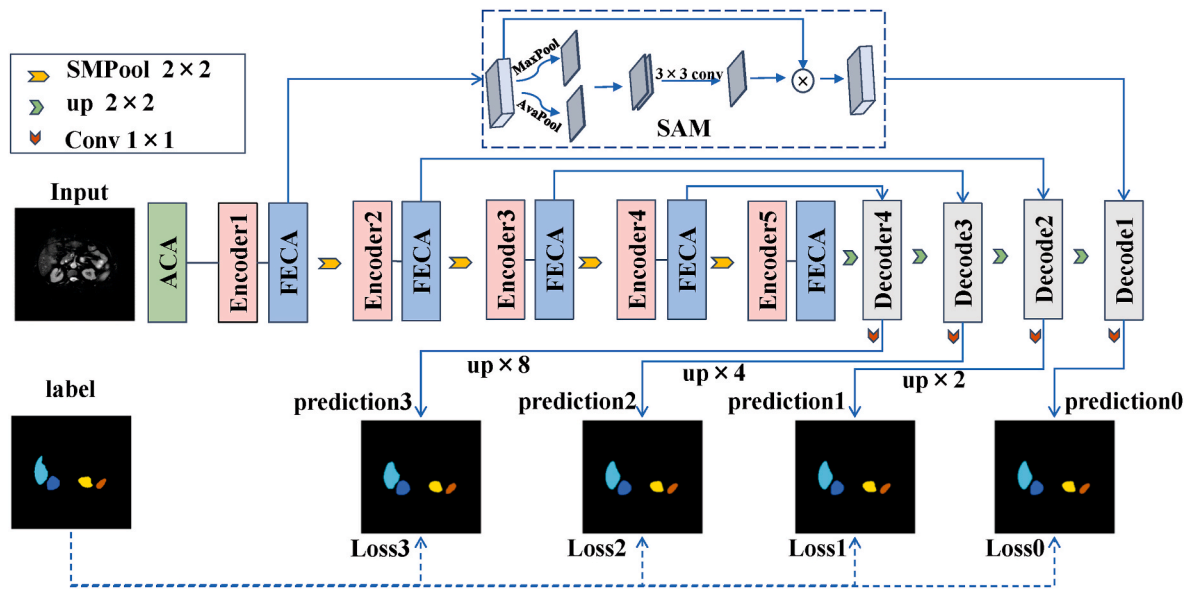 SMPool 2×2
up 2×2
Conv 1×1
MaxPool
AvaPool
3×3 conv
×
SAM
Input
ACA
Encoder1
FECA
Encoder2
FECA
Encoder3
FECA
Encoder4
FECA
Encoder5
FECA
Decoder4
Decode3
Decode2
Decode1
up×8
up×4
up×2
label
prediction3
prediction2
prediction1
prediction0
Loss3
Loss2
Loss1
Loss0